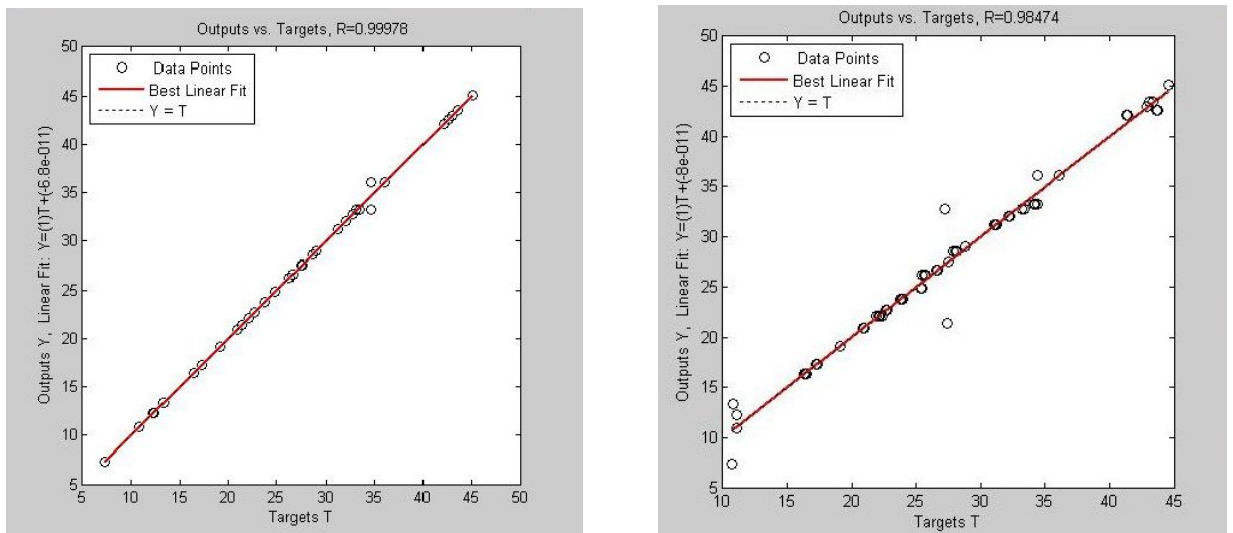 Outputs vs. Targets, R=0.99978
Data Points
Best Linear Fit
Y = T
Outputs Y, Linear Fit: Y=(1)T+(-6.8e-011)
50
45
40
35
30
25
20
15
10
5
5 10 15 20 25 30 35 40 45 50
Targets T
Outputs vs. Targets, R=0.98474
Data Points
Best Linear Fit
Y = T
Outputs Y, Linear Fit: Y=(1)T+(-8e-011)
50
45
40
35
30
25
20
15
10
5
10 15 20 25 30 35 40 45
Targets T